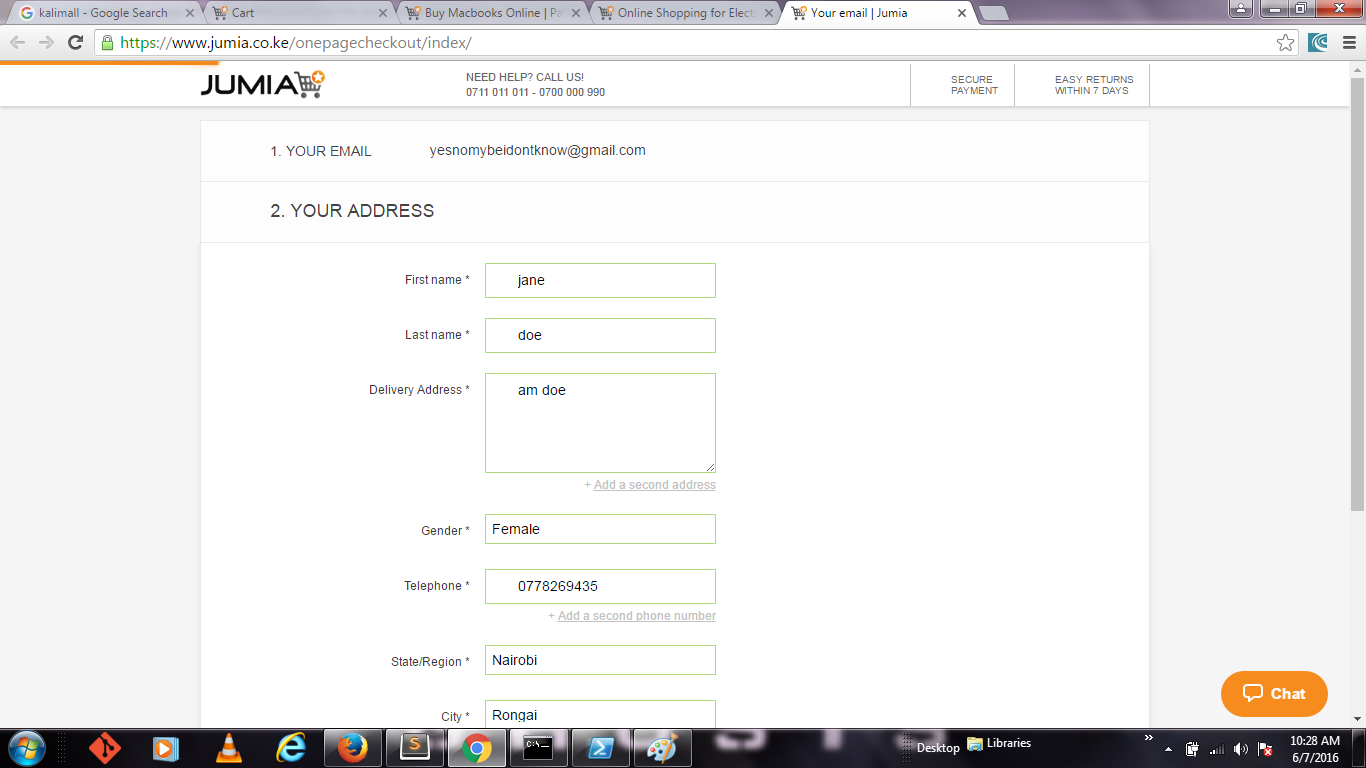 kalimall - Google Search
Cart
Buy Macbooks Online | Pa
Online Shopping for Elect
Your email | Jumia
https://www.jumia.co.ke/onepagecheckout/index/
JUMIA
NEED HELP? CALL US!
0711 011 011 - 0700 000 990
SECURE
PAYMENT
EASY RETURNS
WITHIN 7 DAYS
1. YOUR EMAIL
yesnomybeidontknow@gmail.com
2. YOUR ADDRESS
First name *
jane
Last name *
doe
Delivery Address *
am doe
+ Add a second address
Gender *
Female
Telephone *
0778269435
+ Add a second phone number
State/Region *
Nairobi
City *
Rongai
Chat
Desktop
Libraries
10:28 AM
6/7/2016